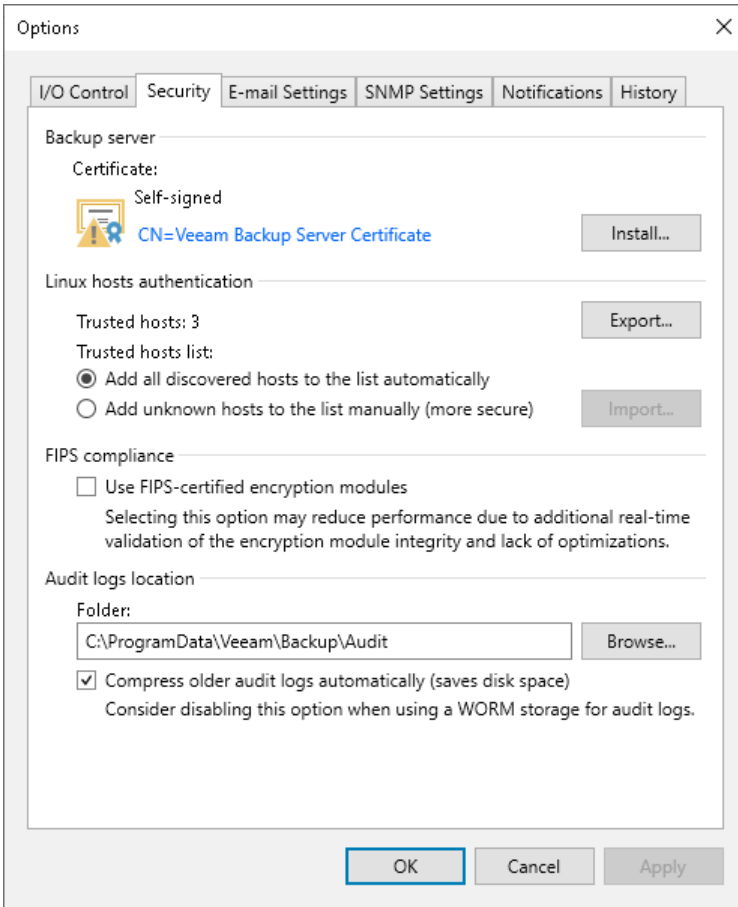 Options
I/O Control Security E-mail Settings SNMP Settings Notifications History
Backup server
Certificate:
Self-signed
CN=Veeam Backup Server Certificate Install...
Linux hosts authentication
Trusted hosts: 3 Export...
Trusted hosts list:
Add all discovered hosts to the list automatically
Add unknown hosts to the list manually (more secure) Import...
FIPS compliance
Use FIPS-certified encryption modules
Selecting this option may reduce performance due to additional real-time
validation of the encryption module integrity and lack of optimizations.
Audit logs location
Folder:
C:\ProgramData\Veeam\Backup\Audit Browse...
Compress older audit logs automatically (saves disk space)
Consider disabling this option when using a WORM storage for audit logs.
OK Cancel Apply